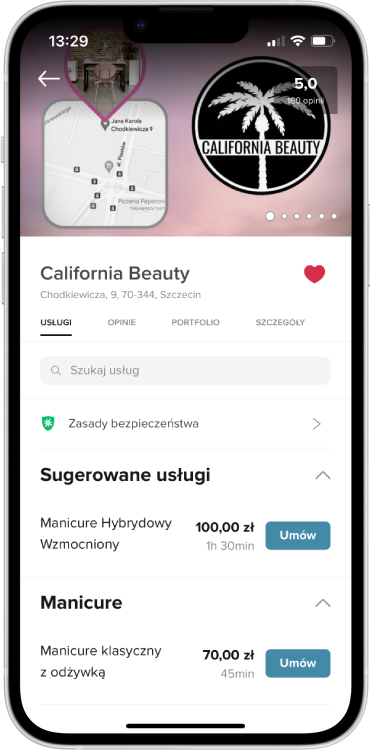 13:29
5,0
160 opinii
Jana Karola
Chodkiewicza 9
CALIFORNIA BEAUTY
Pizzeria Peperoni
California Beauty
Chodkiewicza, 9, 70-344, Szczecin
USŁUGI OPINIE PORTFOLIO SZCZEGÓŁY
Szukaj usług
Zasady bezpieczeństwa
Sugerowane usługi
Manicure Hybrydowy
Wzmocniony
100,00 zł
1h 30min
Umów
Manicure
Manicure klasyczny
z odżywką
70,00 zł
45min
Umów